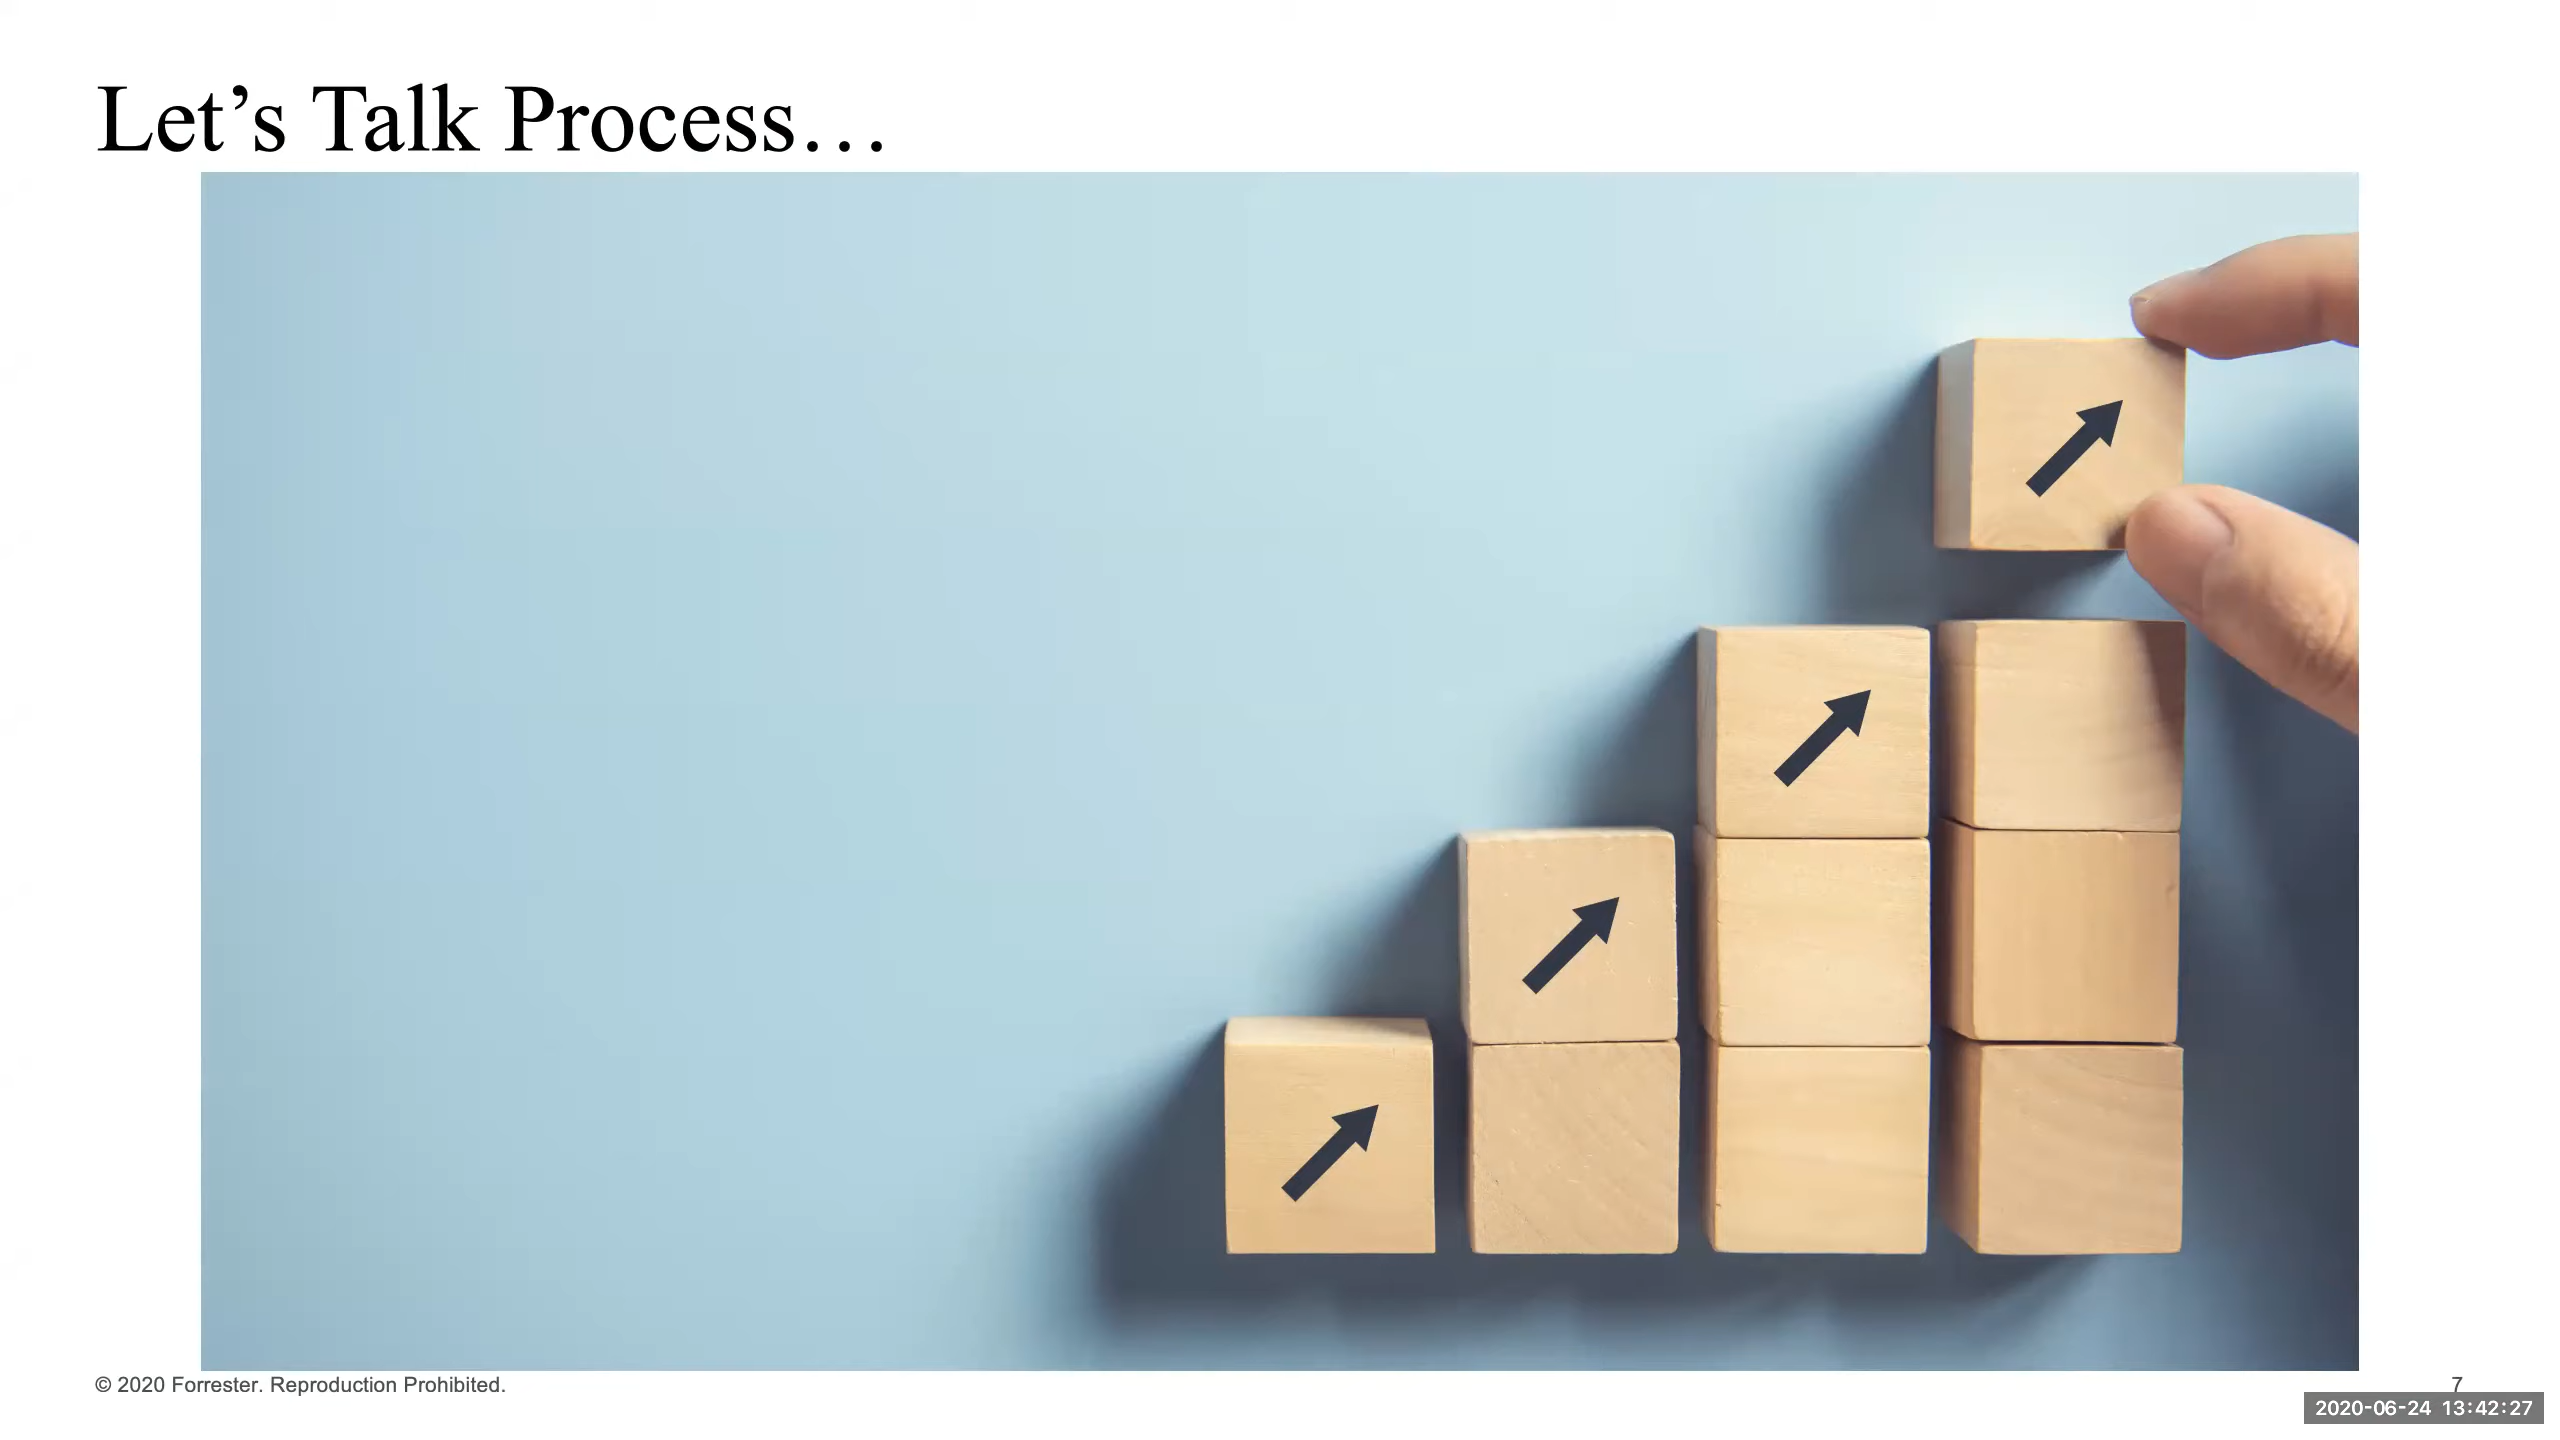 Let’s Talk Process…
© 2020 Forrester. Reproduction Prohibited.
7
2020-06-24 13:42:27